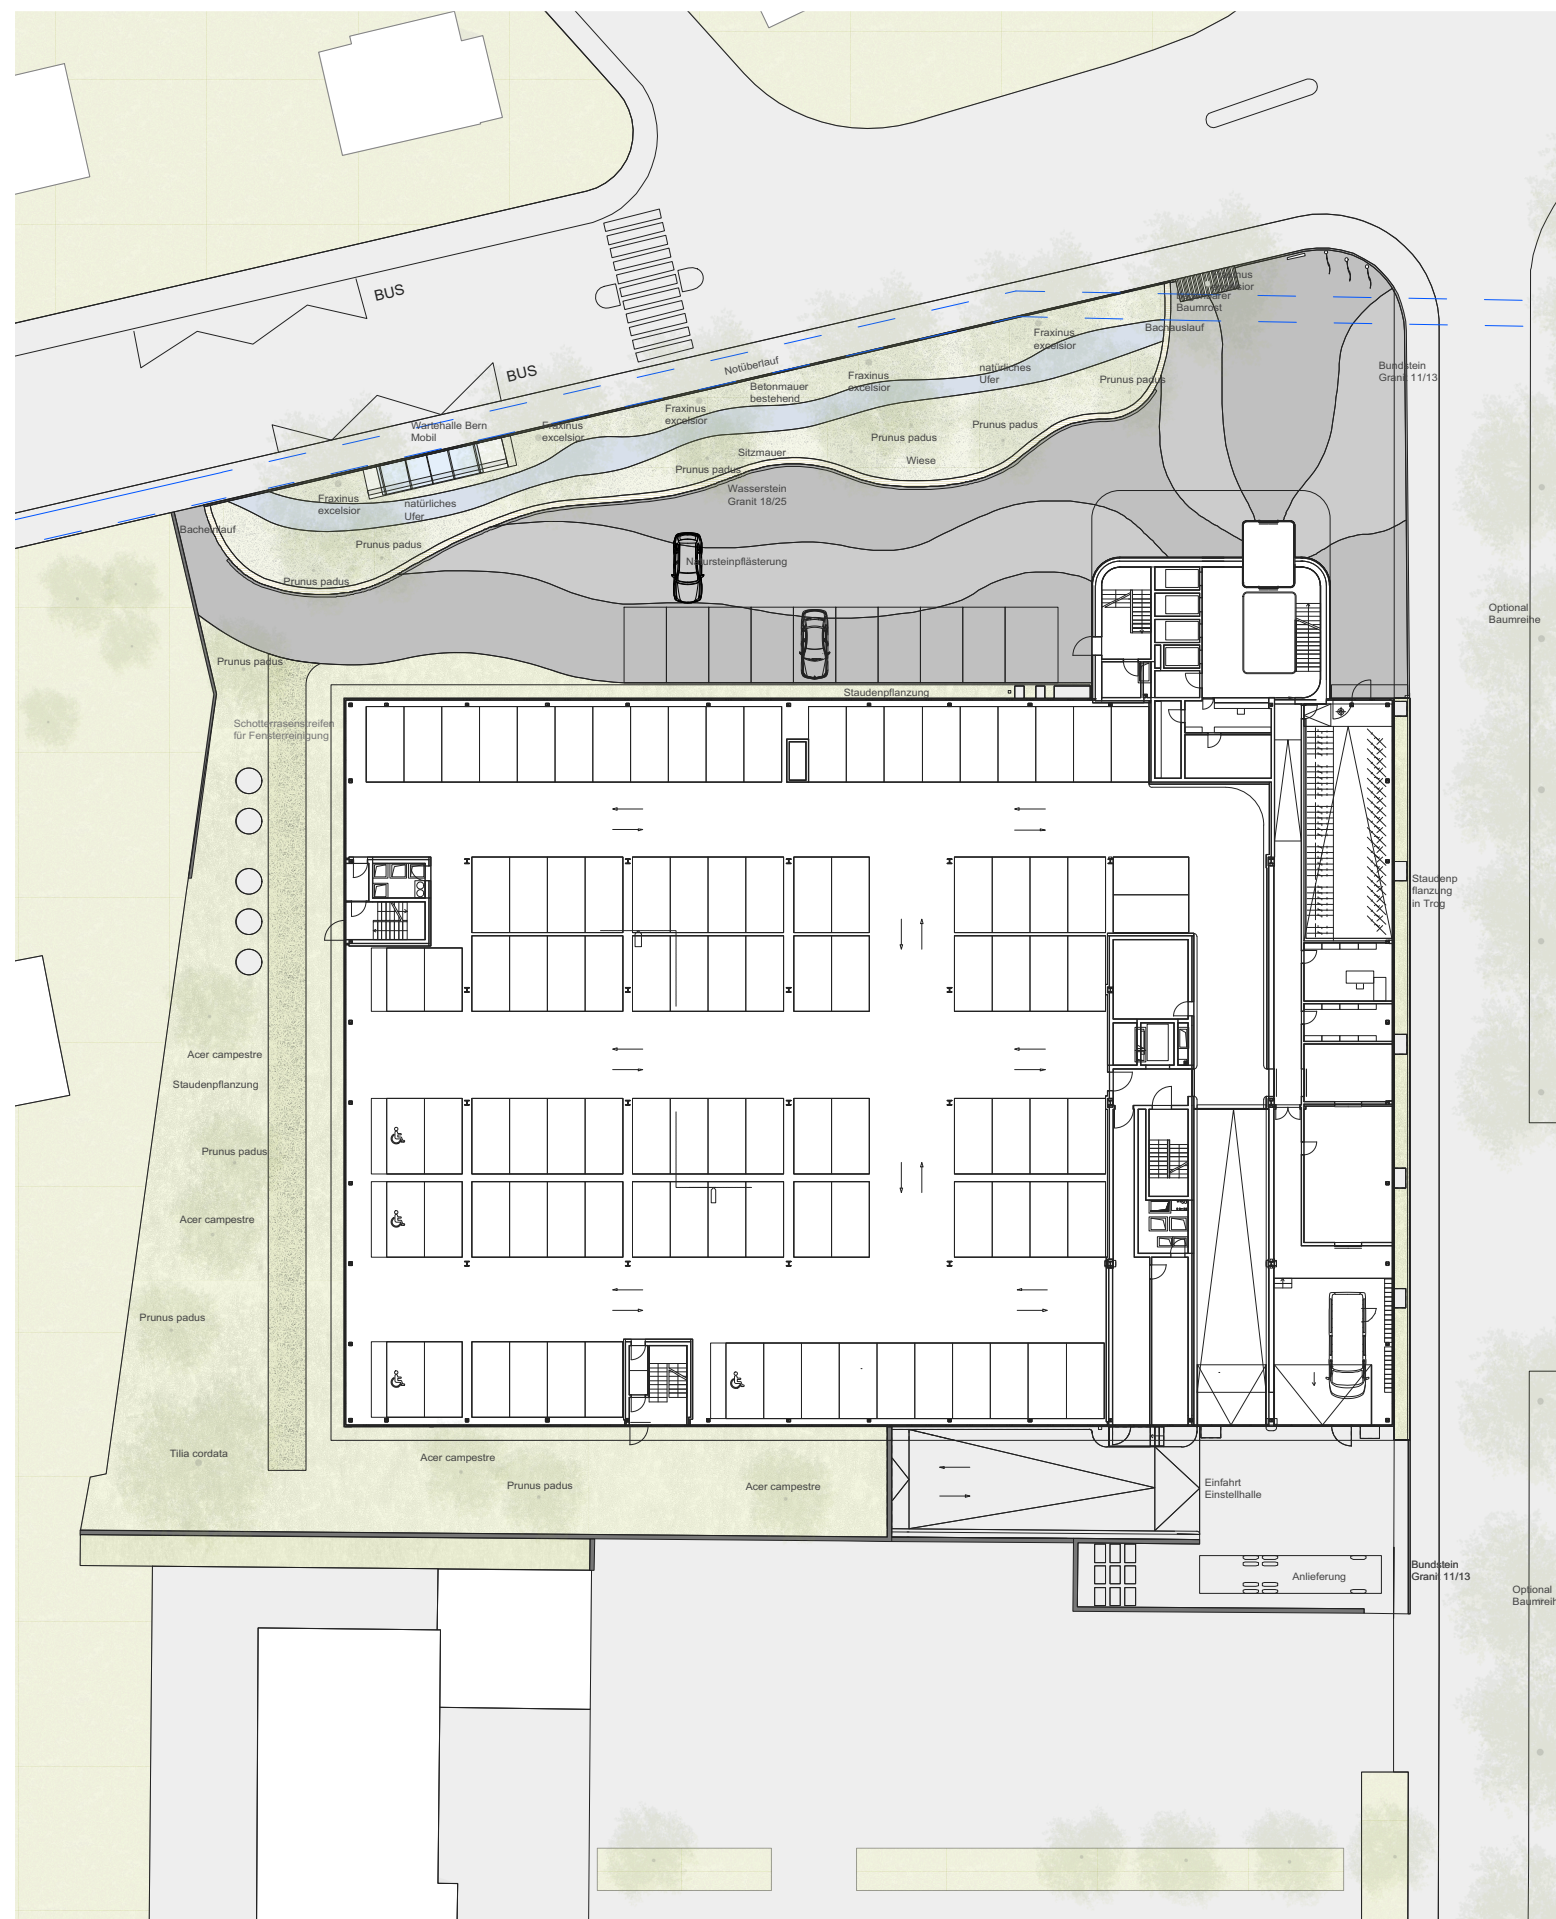 BUS
BUS
Wartehalle Bern
Mobil
Notüberlauf
Betonmauer
bestehend
Fraxinus
excelsior
Fraxinus
excelsior
Fraxinus
excelsior
Fraxinus
excelsior
Fraxinus
excelsior
Baumrost
Bachauslauf
natürliches
Ufer
Prunus padus
Bundstein
Granit 11/13
Prunus padus
Prunus padus
Sitzmauer
Wiese
Prunus padus
Wasserstein
Granit 18/25
natürliches
Ufer
Bacheinlauf
Prunus padus
Prunus padus
Natursteinpflästerung
Optional
Baumreihe
Prunus padus
Staudenpflanzung
Schotterrasenstreifen
für Fensterreinigung
Staudenp
flanzung
in Trog
Acer campestre
Staudenpflanzung
Prunus padus
Acer campestre
Prunus padus
Tilia cordata
Acer campestre
Prunus padus
Acer campestre
Einfahrt
Einstellhalle
Anlieferung
Bundstein
Granit 11/13
Optional
Baumreih